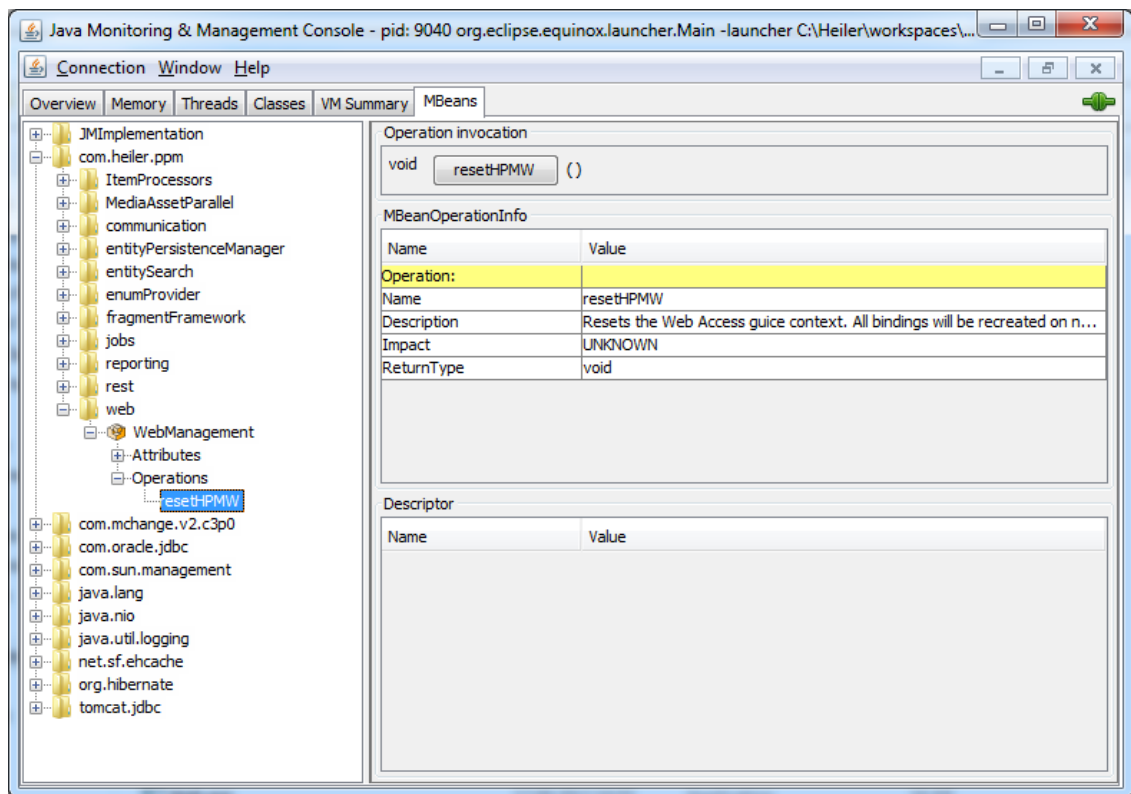 Java Monitoring & Management Console - pid: 9040 org.eclipse.equinox.launcher.Main -launcher C:\Heiler\workspaces\...
Connection Window Help
Overview Memory Threads Classes VM Summary MBeans
JMImplementation
com.heiler.ppm
ItemProcessors
MediaAssetParallel
communication
entityPersistenceManager
entitySearch
enumProvider
fragmentFramework
jobs
reporting
rest
web
WebManagement
Attributes
Operations
resetHPMW
com.mchange.v2.c3p0
com.oracle.jdbc
com.sun.management
java.lang
java.nio
java.util.logging
net.sf.ehcache
org.hibernate
tomcat.jdbc
Operation invocation
void resetHPMW ()
MBeanOperationInfo
Name Value
Operation:
Name resetHPMW
Description Resets the Web Access guice context. All bindings will be recreated on n...
Impact UNKNOWN
ReturnType void
Descriptor
Name Value